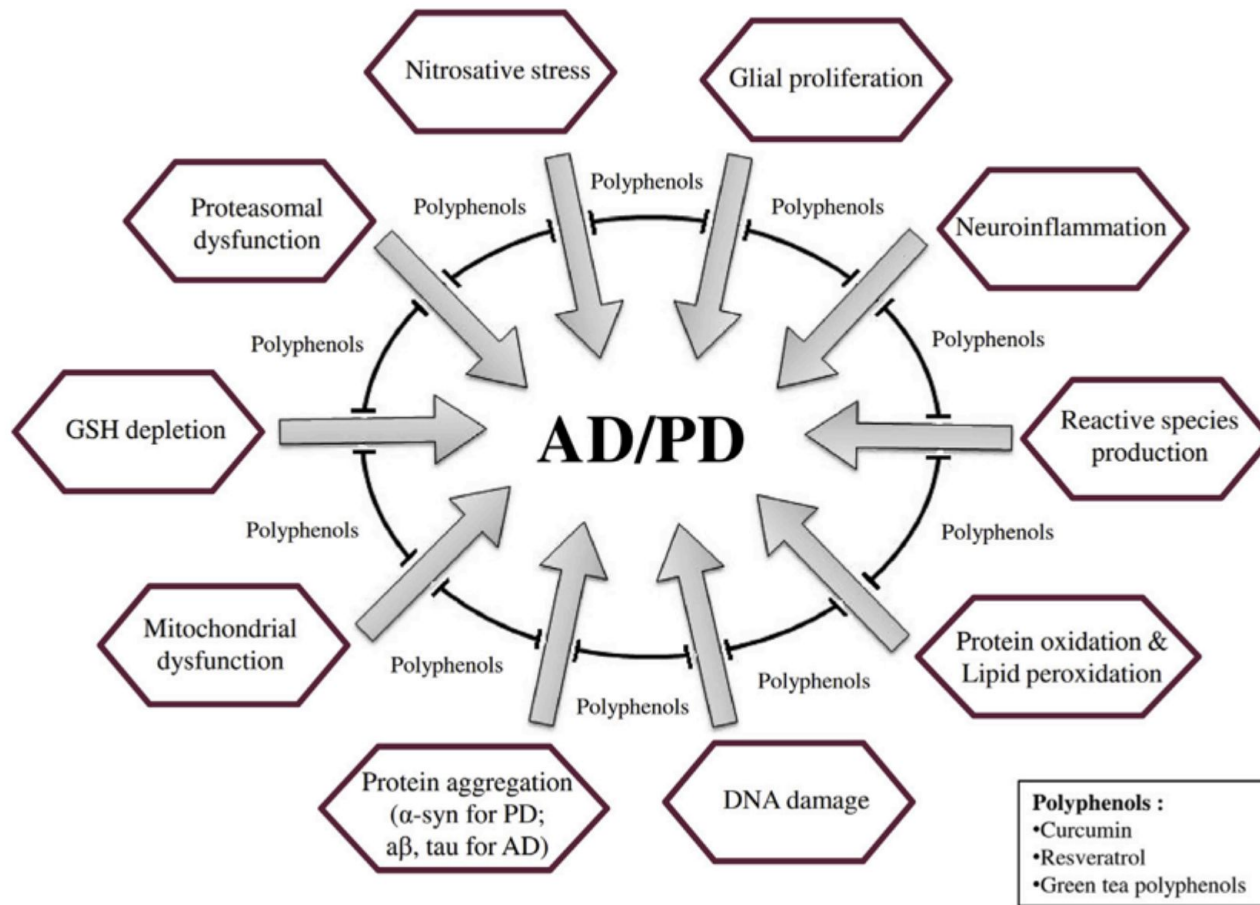 Nitrosative stress
Glial proliferation
Polyphenols
Polyphenols
Polyphenols
Proteasomal
dysfunction
Neuroinflammation
Polyphenols
Polyphenols
GSH depletion
AD/PD
Reactive species
production
Polyphenols
Polyphenols
Mitochondrial
dysfunction
Protein oxidation &
Lipid peroxidation
Polyphenols
Polyphenols
Polyphenols
Protein aggregation
(α-syn for PD;
aβ, tau for AD)
DNA damage
Polyphenols :
•Curcumin
•Resveratrol
•Green tea polyphenols